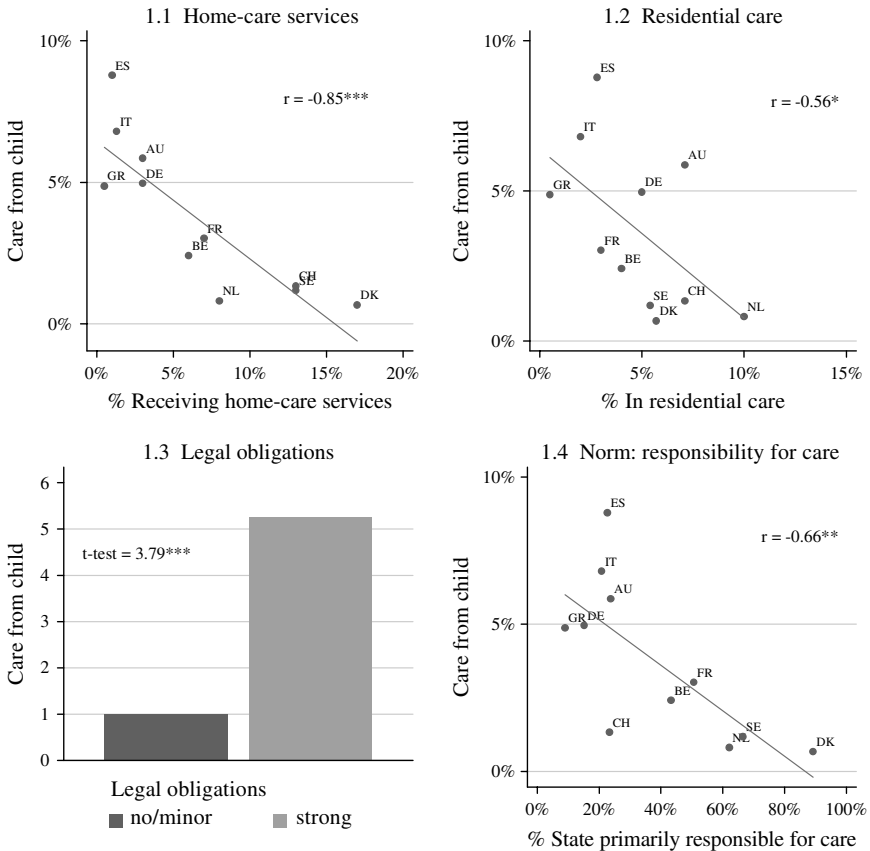 1.1 Home-care services
10%
5%
0%
Care from child
ES
IT
AU
DE
GR
FR
BE
NL
CH
SE
DK
r = -0.85***
0% 5% 10% 15% 20%
% Receiving home-care services
1.2 Residential care
10%
5%
0%
Care from child
ES
IT
AU
DE
GR
FR
BE
SE
CH
DK
NL
r = -0.56*
0% 5% 10% 15%
% In residential care
1.3 Legal obligations
6
5
4
3
2
1
0
Care from child
t-test = 3.79***
Legal obligations
no/minor strong
1.4 Norm: responsibility for care
10%
5%
0%
Care from child
ES
IT
AU
GR
DE
FR
BE
CH
SE
NL
DK
r = -0.66**
0% 20% 40% 60% 80% 100%
% State primarily responsible for care